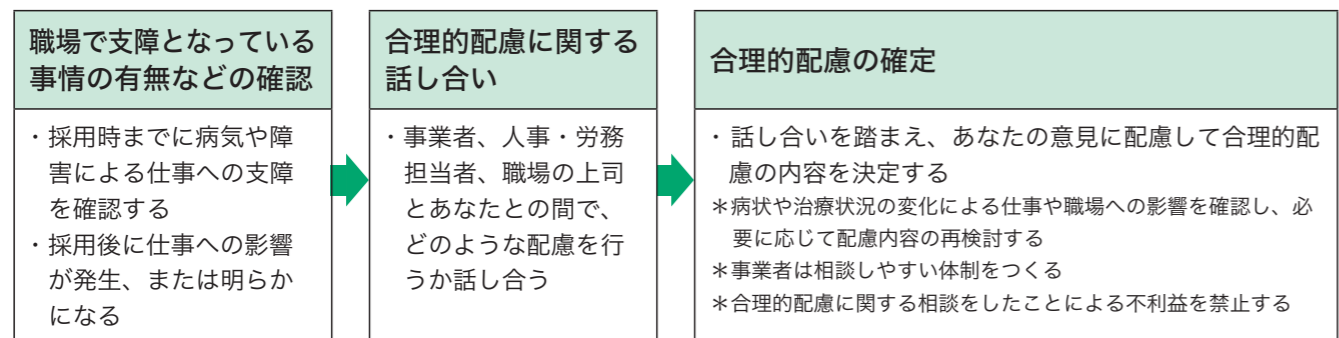 職場で支障となっている
事情の有無などの確認
・採用時までに病気や障
害による仕事への支障
を確認する
・採用後に仕事への影響
が発生、または明らか
になる
合理的配慮に関する
話し合い
・事業者、人事・労務
担当者、職場の上司
とあなたとの間で、
どのような配慮を行
うか話し合う
合理的配慮の確定
・話し合いを踏まえ、あなたの意見に配慮して合理的配
慮の内容を決定する
＊病状や治療状況の変化による仕事や職場への影響を確認し、必
要に応じて配慮内容の再検討する
＊事業者は相談しやすい体制をつくる
＊合理的配慮に関する相談をしたことによる不利益を禁止する